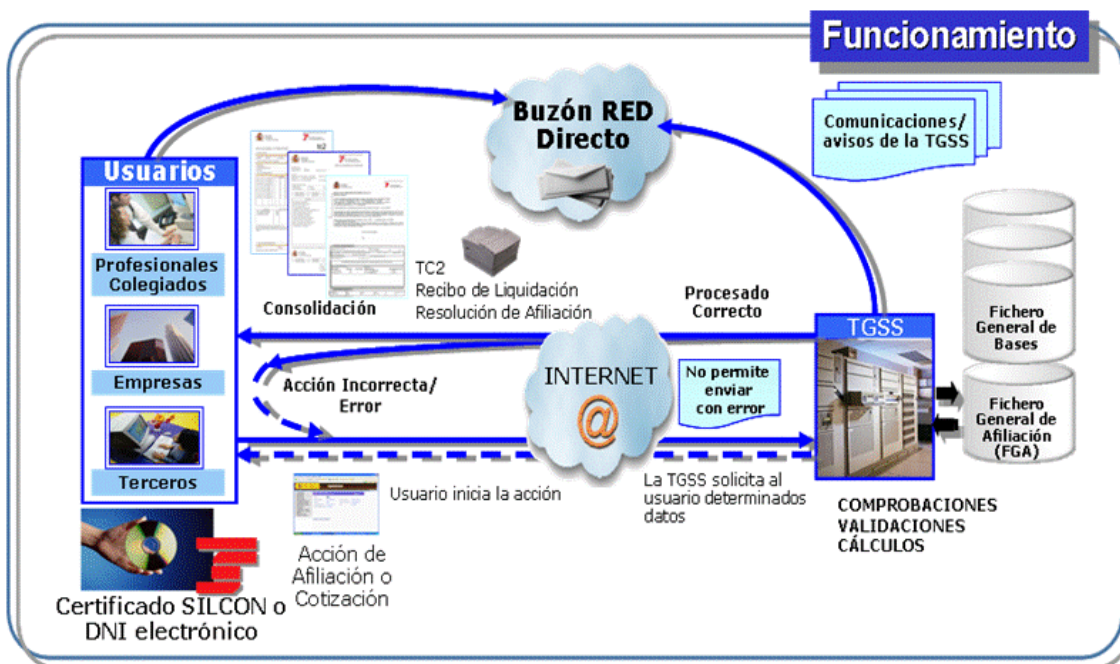 Funcionamiento
Buzón RED
Directo
Comunicaciones/
avisos de la TGSS
Usuarios
Profesionales
Colegiados
Empresas
Terceros
TC2
TC2
Recibo de Liquidación
Resolución de Afiliación
Consolidación
Procesado
Correcto
TGSS
Fichero
General de
Bases
Fichero
General de
Afiliación
(FGA)
INTERNET
@
No permite
enviar
con error
Acción Incorrecta/
Error
Usuario inicia la acción
La TGSS solicita al
usuario determinados
datos
COMPROBACIONES
VALIDACIONES
CÁLCULOS
Acción de
Afiliación o
Cotización
Certificado SILCON o
DNI electrónico